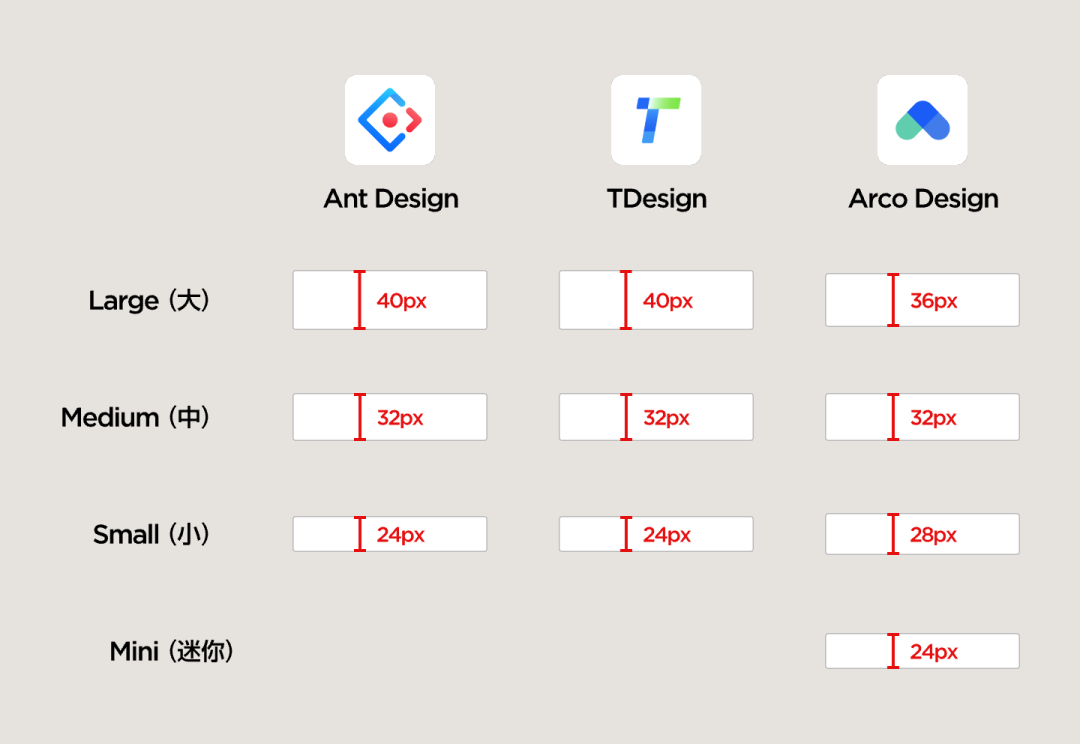 Ant Design
TDesign
Arco Design
Large（大）
40px
40px
36px
Medium（中）
32px
32px
32px
Small（小）
24px
24px
28px
Mini（迷你）
24px